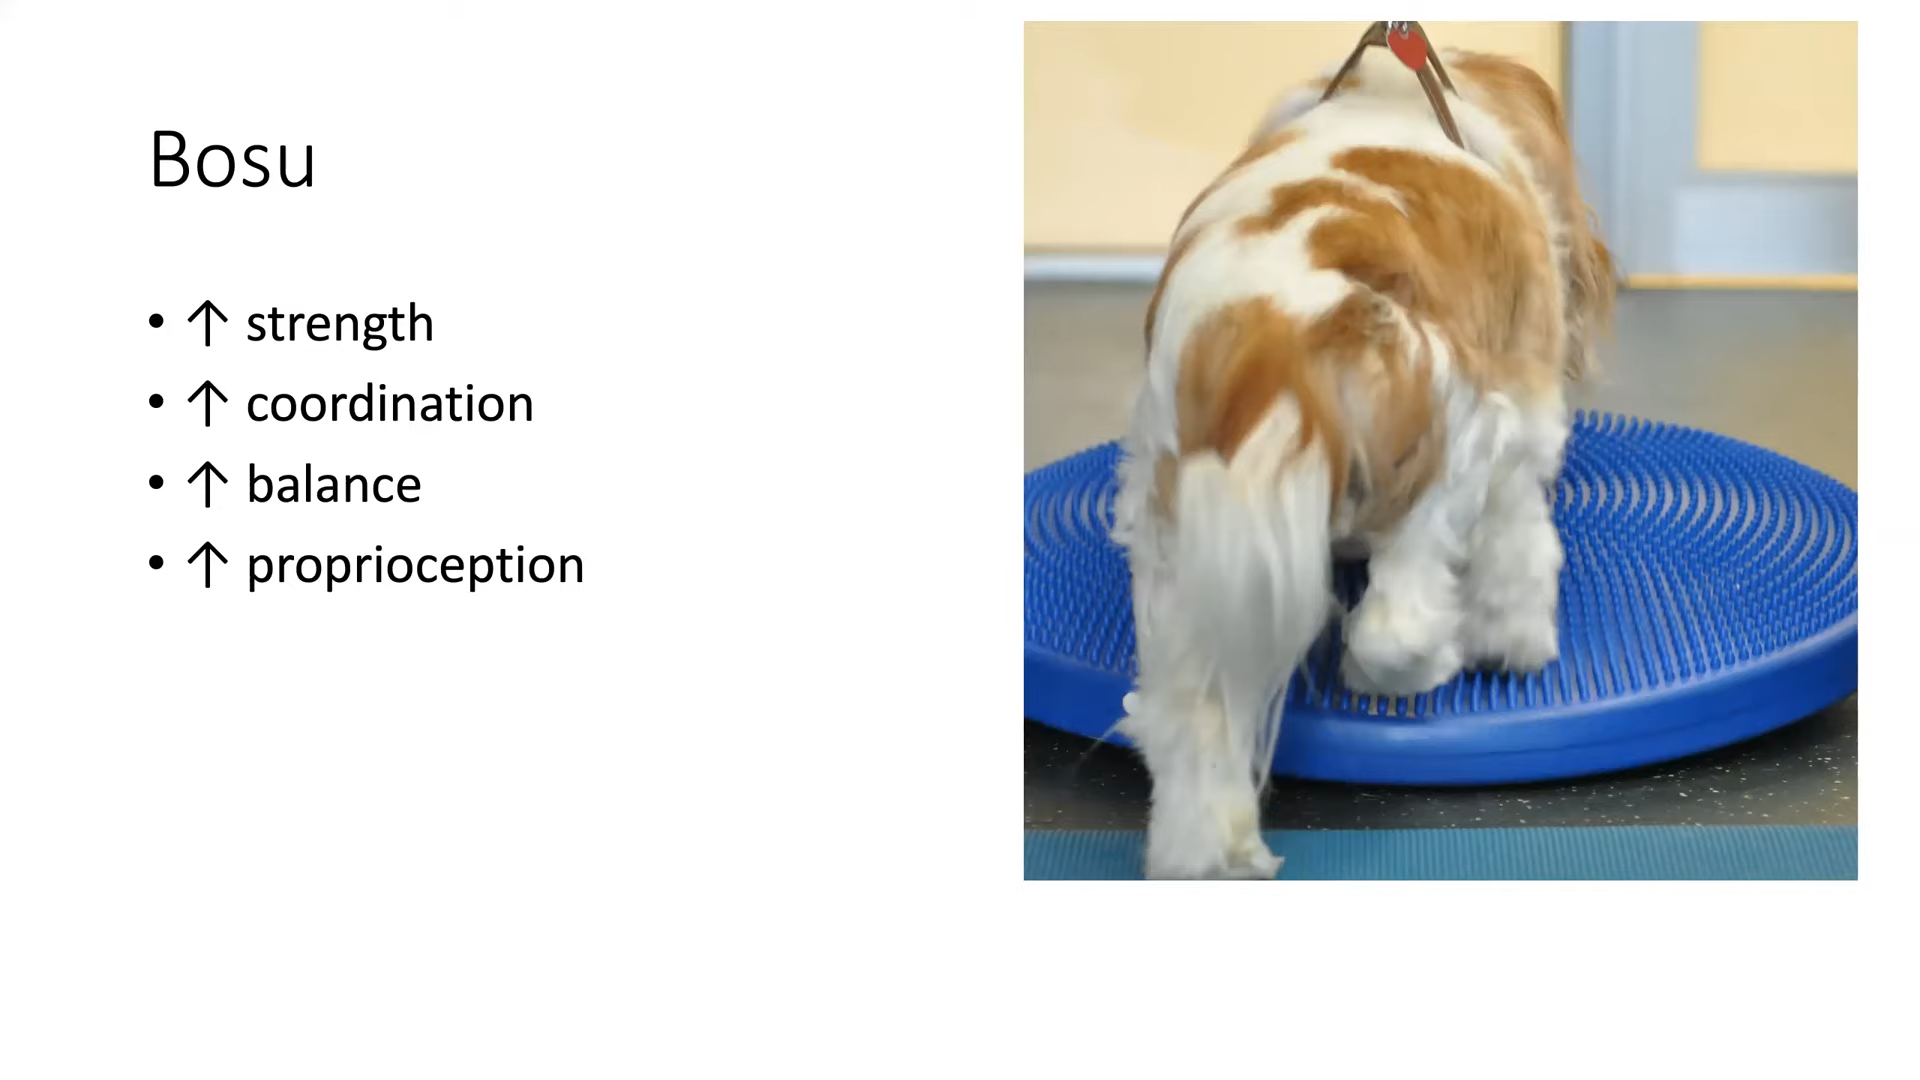 Bosu
• ↑ strength
• ↑ coordination
• ↑ balance
• ↑ proprioception